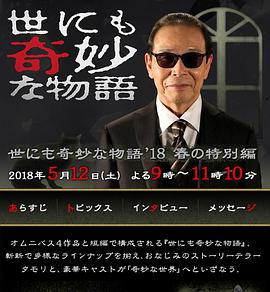 世にも
奇妙
な物語
世にも奇妙な物語'18 春の特別編
2018年5月12日(土) よる9時〜11時10分
あらすじ トピックス インタビュー メッセージ
オムニバス4作品と短編で構成される『世にも奇妙な物語』。
斬新で多様なラインナップを揃え、おなじみのストーリーテラー
タモリと、豪華キャストが「奇妙な世界」へといざなう。